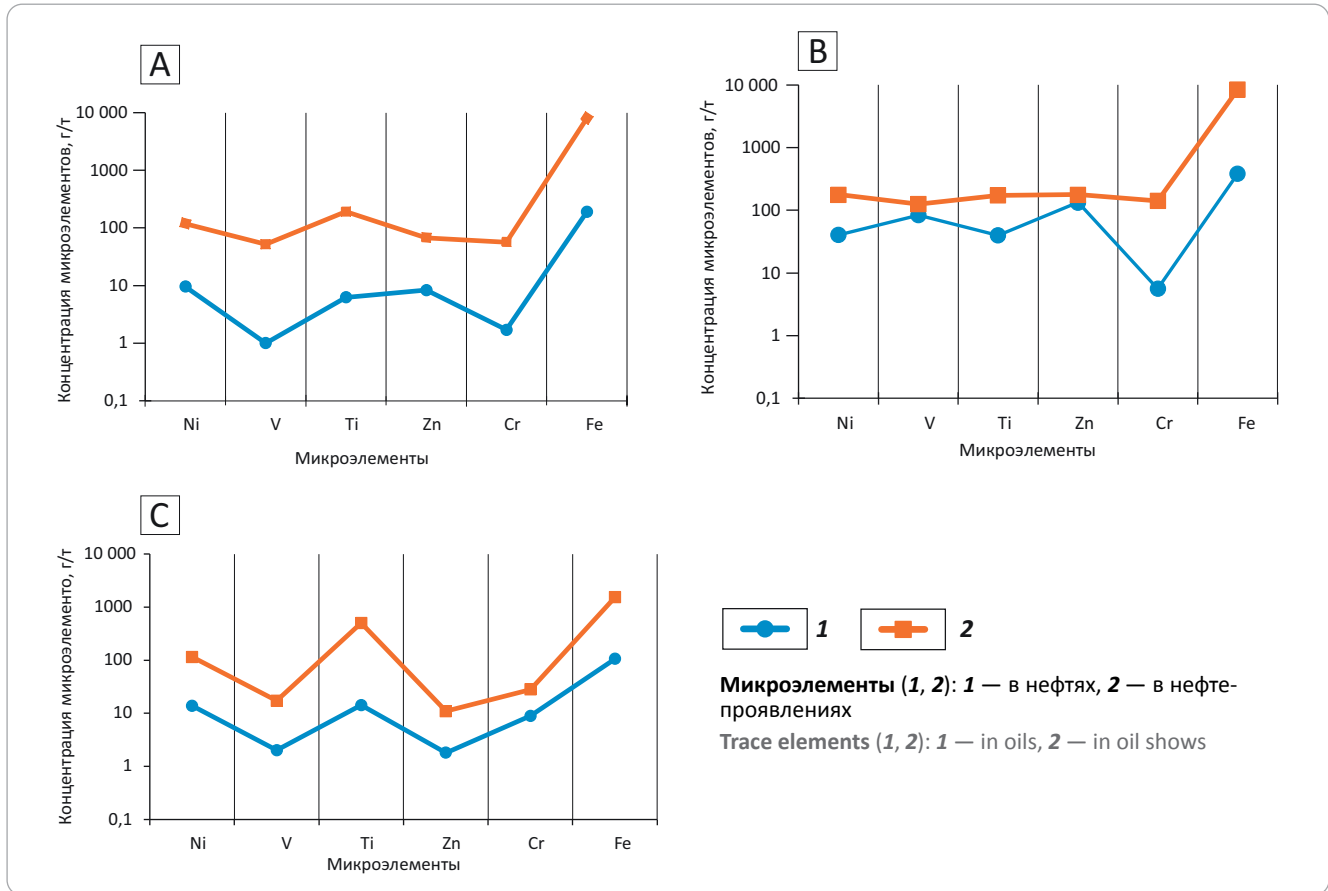 A
Концентрация микроэлементов, г/т
10 000
1000
100
10
1
0,1
Ni V Ti Zn Cr Fe
Микроэлементы
B
Концентрация микроэлементов, г/т
10 000
1000
100
10
1
0,1
Ni V Ti Zn Cr Fe
Микроэлементы
C
Концентрация микроэлементо, г/т
10 000
1000
100
10
1
0,1
Ni V Ti Zn Cr Fe
Микроэлементы
1 2
Микроэлементы (1, 2): 1 — в нефтях, 2 — в нефте-
проявлениях
Trace elements (1, 2): 1 — in oils, 2 — in oil shows